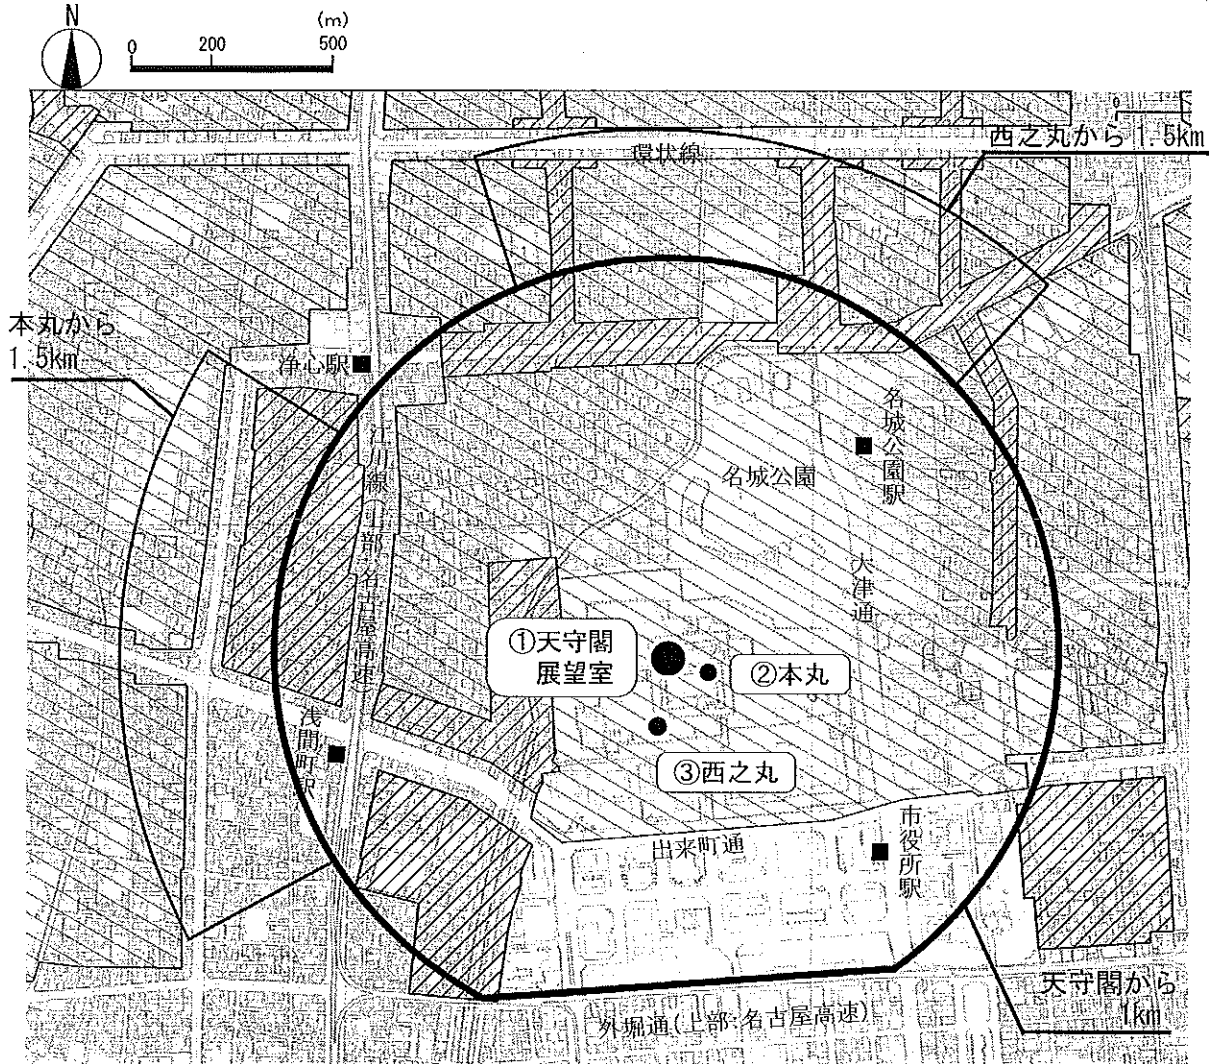 N
(m)
0 200 500
0
西之丸から1.5km
環状線
本丸から
1.5km
浄心駅
名城公園駅
名城公園
江川線(上部:名古屋高速)
大津通
①天守閣
展望室
②本丸
③西之丸
浅間町駅
出来町通
市役所駅
天守閣から
1km
外堀通(上部:名古屋高速)